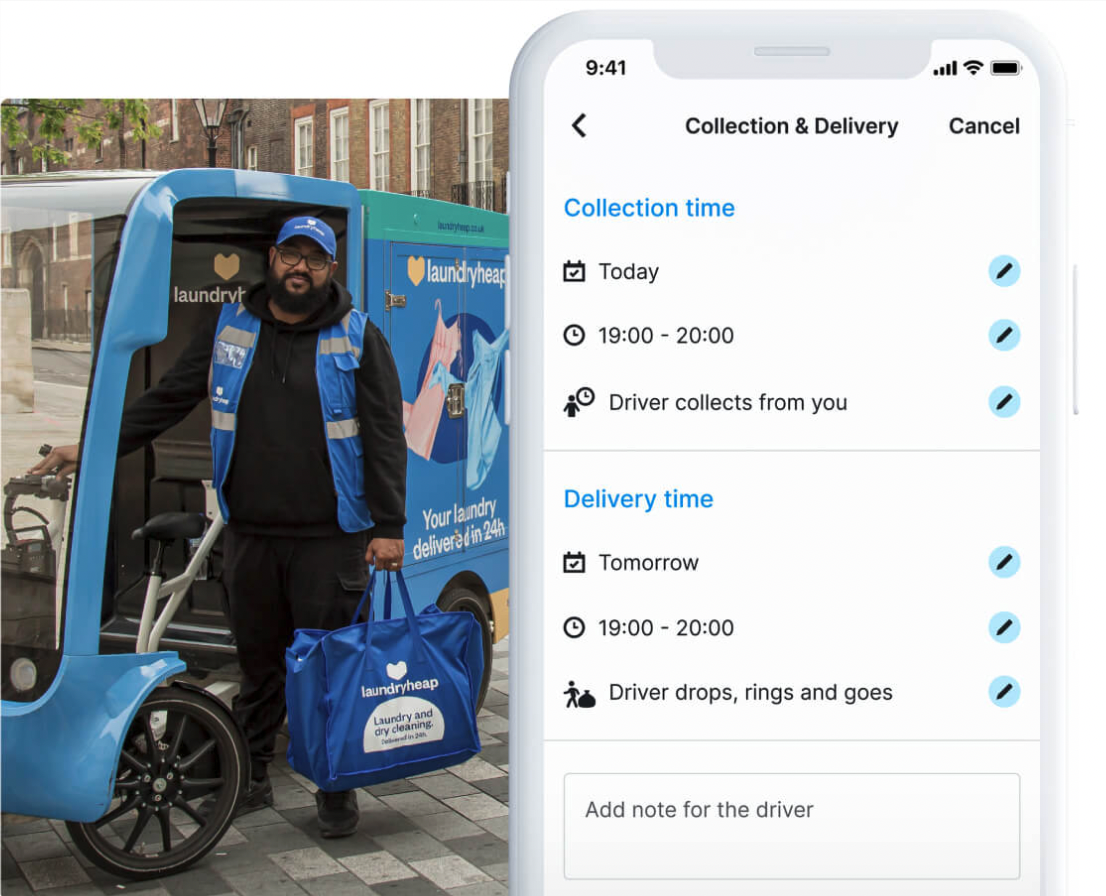 laundryheap
laundryh
laundryheap.co.uk
laundryheap
Your laundry
delivered in 24h
laundryheap
Laundry and
dry cleaning.
Delivered in 24h.
9:41
Collection & Delivery
Cancel
Collection time
Today
19:00 - 20:00
Driver collects from you
Delivery time
Tomorrow
19:00 - 20:00
Driver drops, rings and goes
Add note for the driver